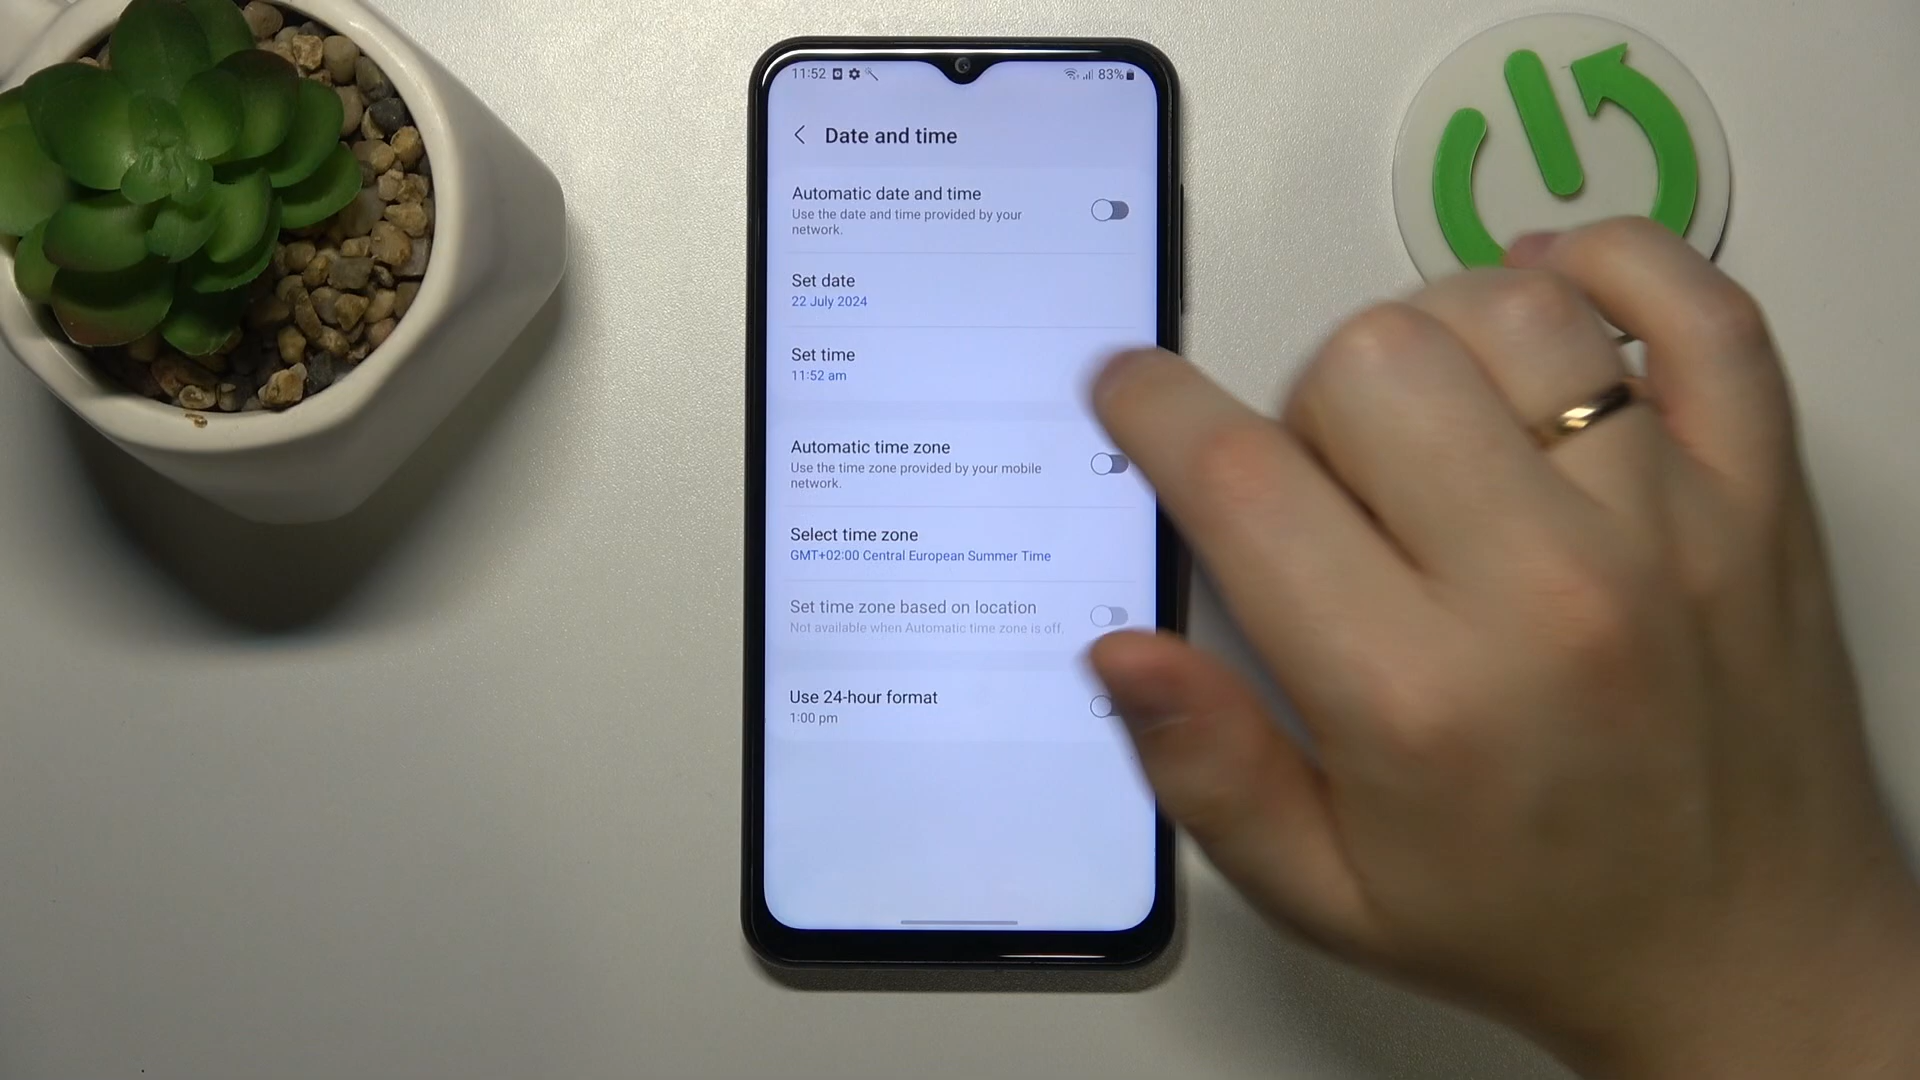 11:52 83%
Date and time
Automatic date and time
Use the date and time provided by your
network.
Set date
22 July 2024
Set time
11:52 am
Automatic time zone
Use the time zone provided by your mobile
network.
Select time zone
GMT+02:00 Central European Summer Time
Set time zone based on location
Not available when Automatic time zone is off.
Use 24-hour format
1:00 pm